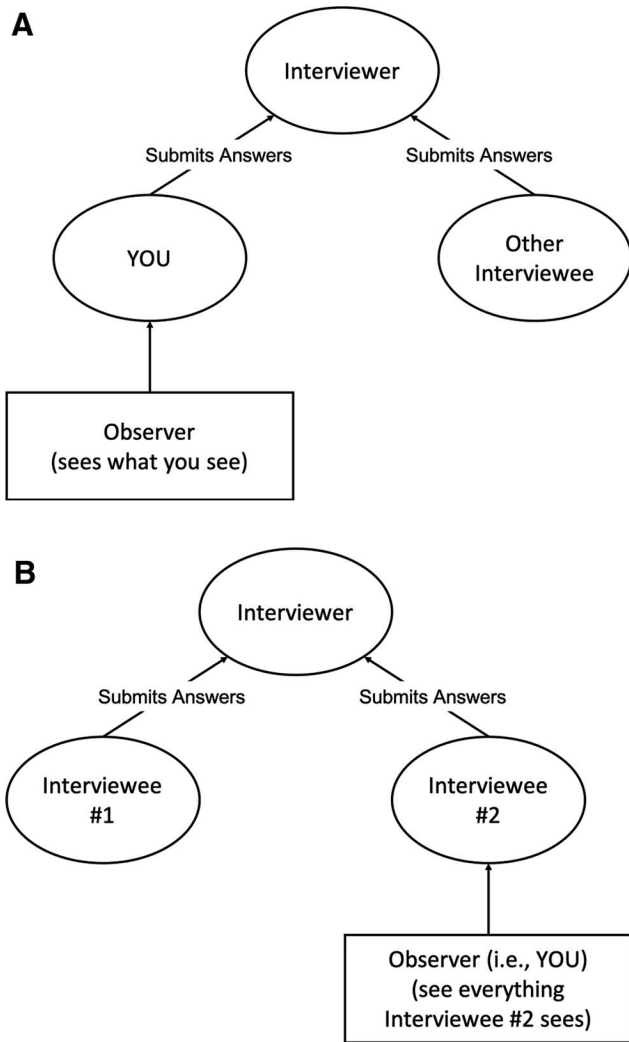 A
Interviewer
Submits Answers
Submits Answers
YOU
Other
Interviewee
Observer
(sees what you see)
B
Interviewer
Submits Answers
Submits Answers
Interviewee
#1
Interviewee
#2
Observer (i.e., YOU)
(see everything
Interviewee #2 sees)